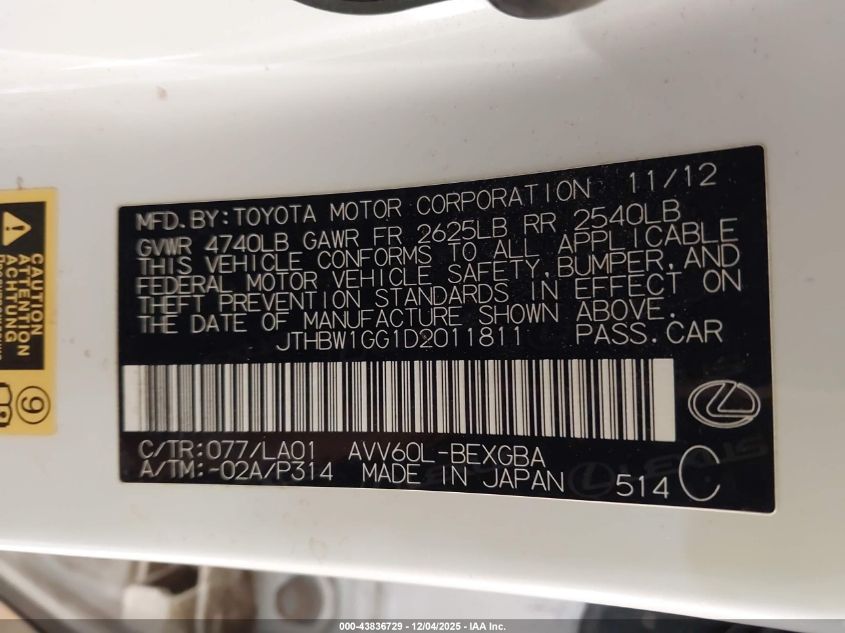 MFD.BY:TOYOTA MOTOR CORPORATION 11/12
GVWR 4740LB GAWR FR 2625LB RR 2540LB
THIS VEHICLE CONFORMS TO ALL APPLICABLE
FEDERAL MOTOR VEHICLE SAFETY,BUMPER,AND
THEFT PREVENTION STANDARDS IN EFFECT ON
THE DATE OF MANUFACTURE SHOWN ABOVE.
JTHBW1GG1D2011811 PASS.CAR
C/TR:077/LA01 AVV60L-BEXGBA
A/TM:-02A/P314 MADE IN JAPAN 514 C
CAUTION
ATTENTION
ACHTUNG
9
000-43836729 - 12/04/2025 - IAA Inc.